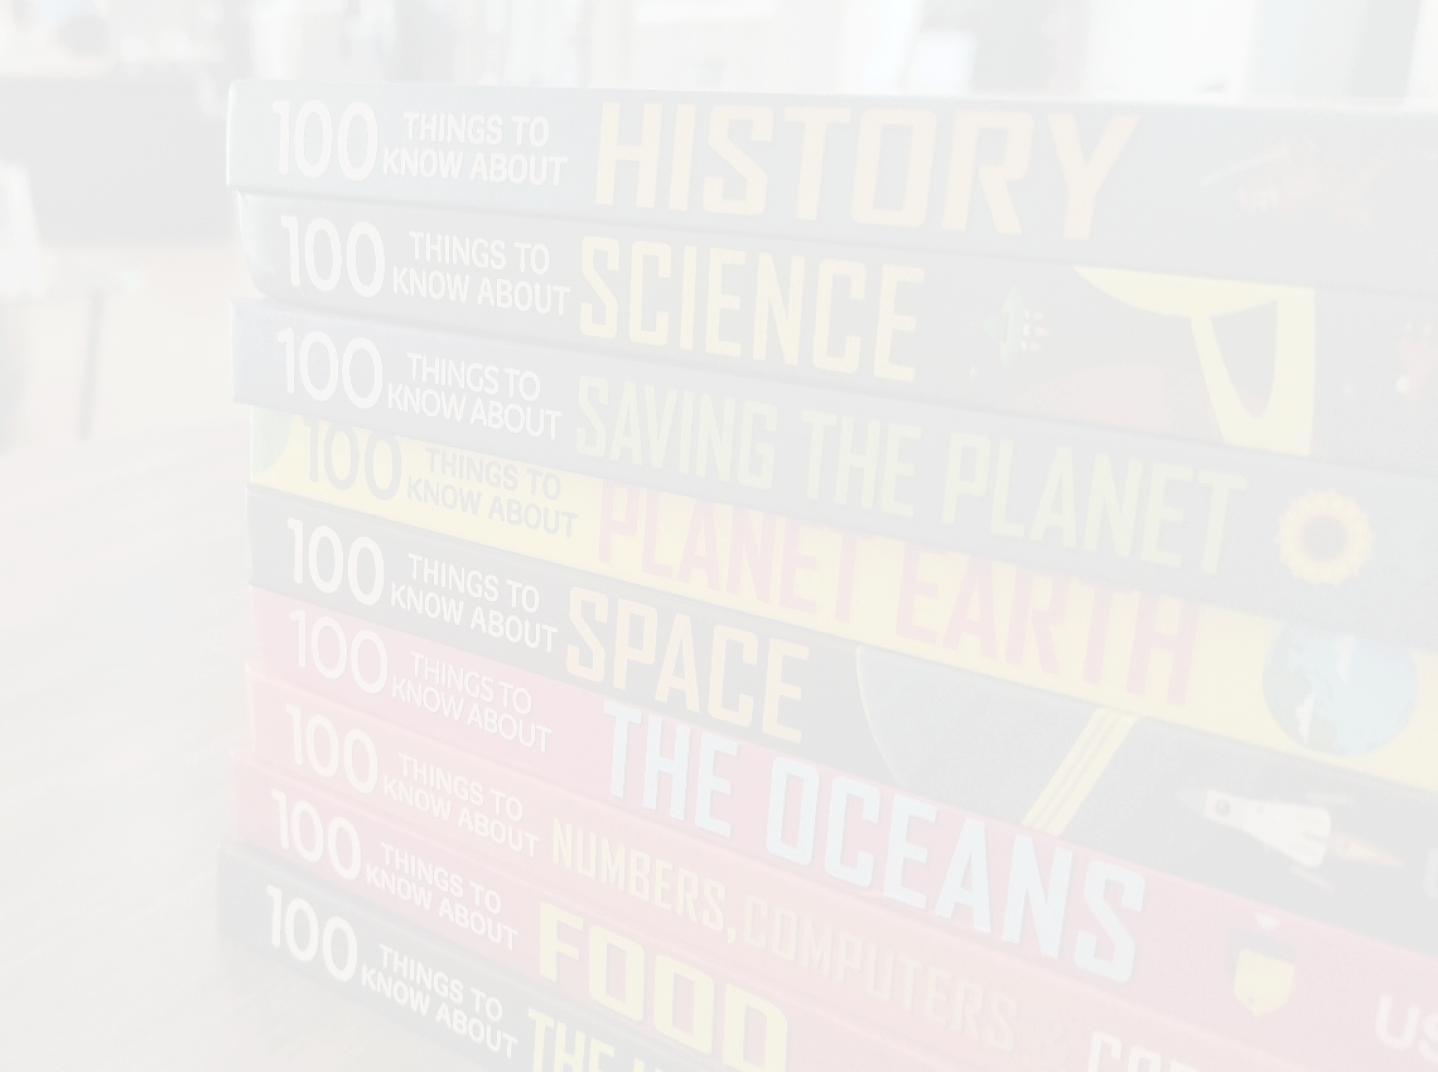 100 THINGS TO KNOW ABOUT HISTORY
100 THINGS TO KNOW ABOUT SCIENCE
100 THINGS TO KNOW ABOUT SAVING THE PLANET
100 THINGS TO KNOW ABOUT PLANET EARTH
100 THINGS TO KNOW ABOUT SPACE
100 THINGS TO KNOW ABOUT THE OCEANS
100 THINGS TO KNOW ABOUT NUMBERS, COMPUTERS &
100 THINGS TO KNOW ABOUT FOOD
100 THINGS TO KNOW ABOUT THE